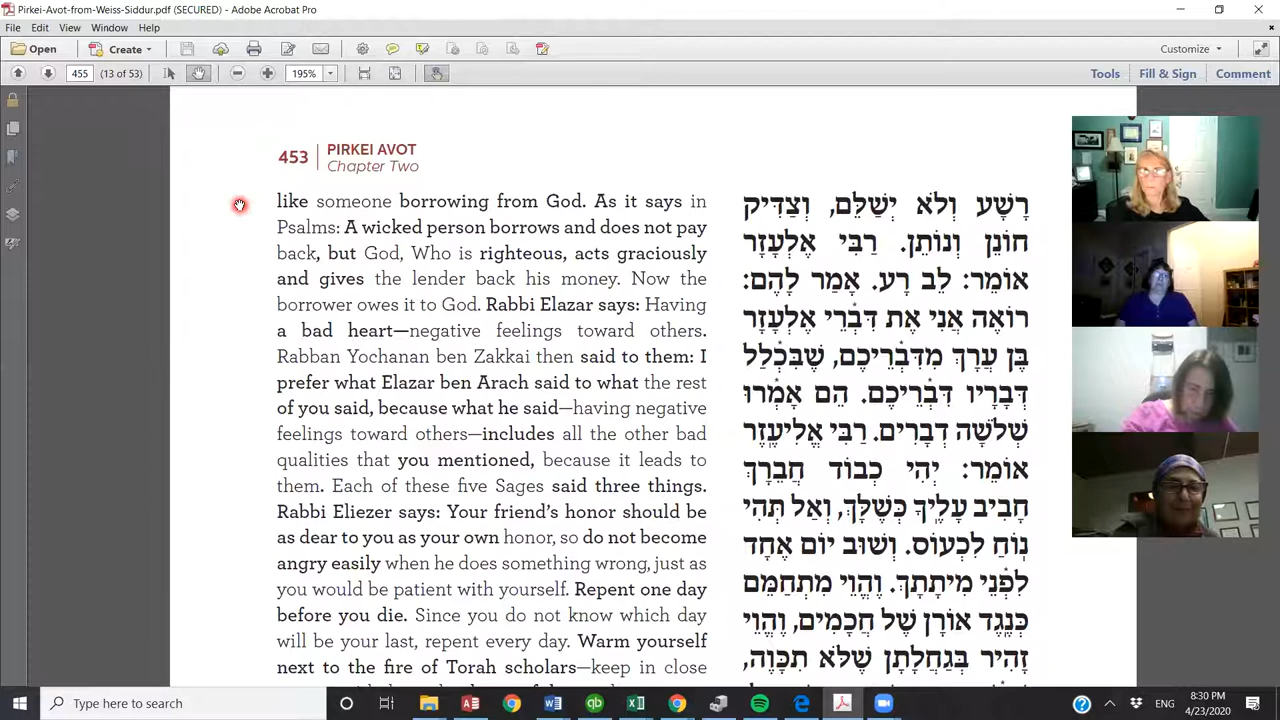 Pirkei-Avot-from-Weiss-Siddur.pdf (SECURED) - Adobe Acrobat Pro
File Edit View Window Help
Open Create Customize
455 (13 of 53) 195% Tools Fill & Sign Comment
453 PIRKEI AVOT
Chapter Two
like someone borrowing from God. As it says in
Psalms: A wicked person borrows and does not pay
back, but God, Who is righteous, acts graciously
and gives the lender back his money. Now the
borrower owes it to God. Rabbi Elazar says: Having
a bad heart—negative feelings toward others.
Rabban Yochanan ben Zakkai then said to them: I
prefer what Elazar ben Arach said to what the rest
of you said, because what he said—having negative
feelings toward others—includes all the other bad
qualities that you mentioned, because it leads to
them. Each of these five Sages said three things.
Rabbi Eliezer says: Your friend's honor should be
as dear to you as your own honor, so do not become
angry easily when he does something wrong, just as
you would be patient with yourself. Repent one day
before you die. Since you do not know which day
will be your last, repent every day. Warm yourself
next to the fire of Torah scholars—keep in close
רָשָׁע וְלֹא יְשַׁלֵּם, וְצַדִּיק
חוֹנֵן וְנוֹתֵן. רַבִּי אֶלְעָזָר
אוֹמֵר: לֵב רָע. אָמַר לָהֶם:
רוֹאֶה אֲנִי אֶת דִּבְרֵי אֶלְעָזָר
בֶּן עֲרָךְ מִדִּבְרֵיכֶם, שֶׁבִּכְלַל
דְּבָרָיו דִּבְרֵיכֶם. הֵם אָמְרוּ
שְׁלֹשָׁה דְבָרִים. רַבִּי אֱלִיעֶזֶר
אוֹמֵר: יְהִי כְבוֹד חֲבֵרָךְ
חָבִיב עָלֶיךָ כְּשֶׁלָּךְ, וְאַל תְּהִי
נְוֹחַ לִכְעוֹס. וְשׁוּב יוֹם אֶחָד
לִפְנֵי מִיתָתָךְ. וֶהֱוֵי מִתְחַמֵּם
כְּנֶגֶד אוּרָן שֶׁל חֲכָמִים, וֶהֱוֵי
זָהִיר בְּגַחַלְתָּן שֶׁלֹּא תִכָּוֶה,
Type here to search
ENG 8:30 PM
4/23/2020